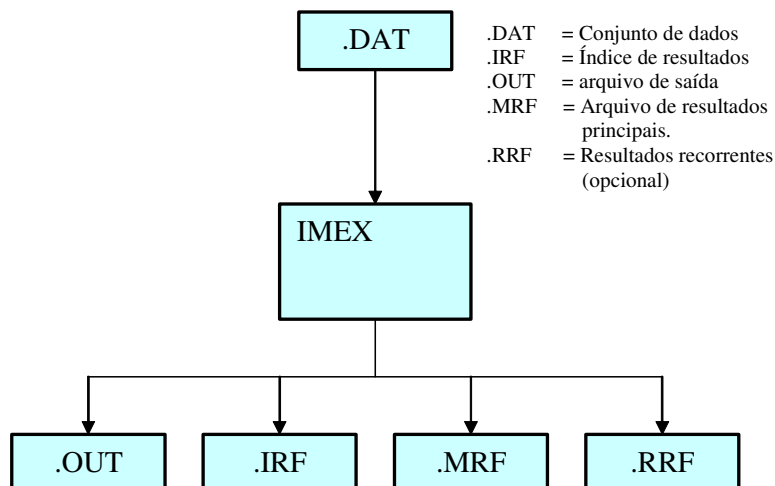 .DAT
.DAT = Conjunto de dados
.IRF = Índice de resultados
.OUT = arquivo de saída
.MRF = Arquivo de resultados
principais.
.RRF = Resultados recorrentes
(opcional)
IMEX
.OUT
.IRF
.MRF
.RRF